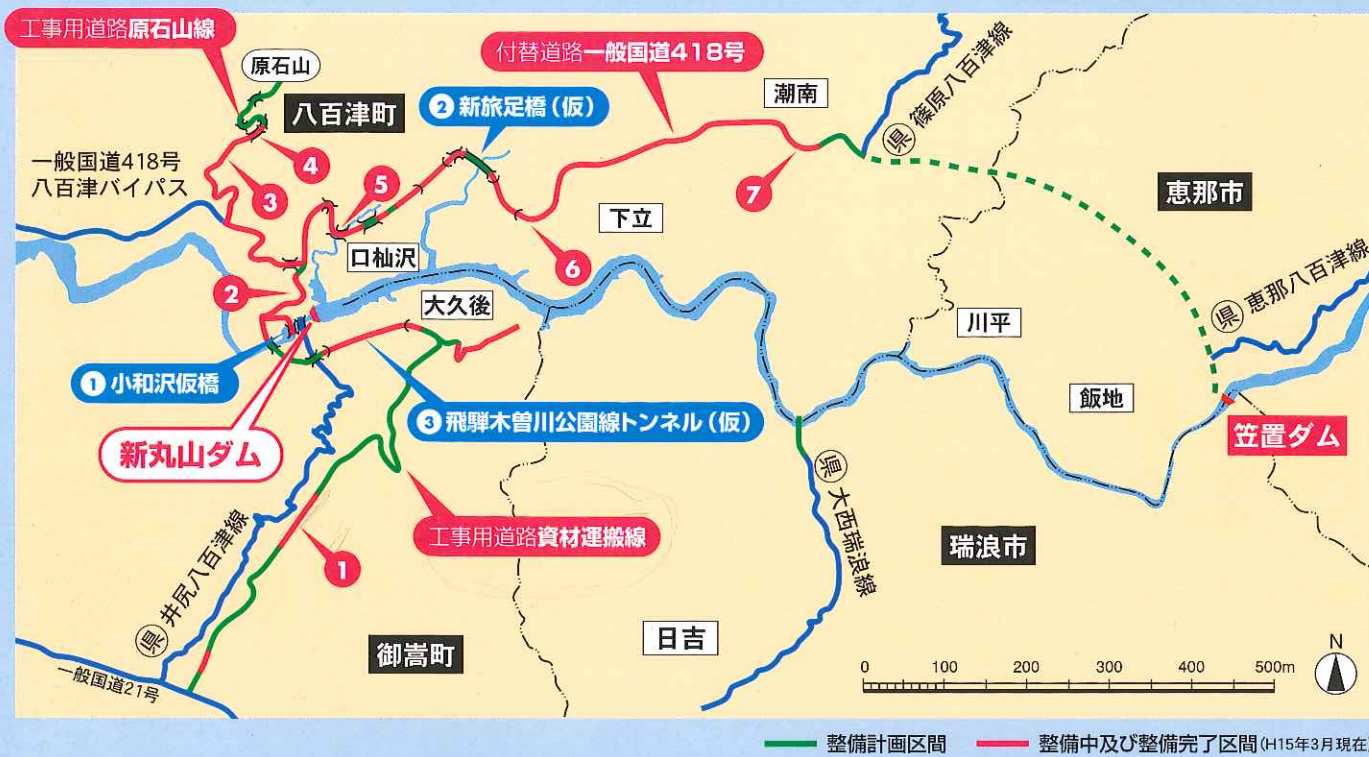 工事用道路原石山線
原石山
八百津町
付替道路一般国道418号
潮南
② 新旅足橋(仮)
県 篠原八百津線
一般国道418号
八百津バイパス
4
3
5
7
恵那市
下立
口杣沢
6
2
大久後
県 恵那八百津線
川平
飯地
① 小和沢仮橋
③ 飛騨木曽川公園線トンネル(仮)
新丸山ダム
笠置ダム
県 大西瑞浪線
工事用道路資材運搬線
瑞浪市
1
県 井尻八百津線
日吉
御嵩町
一般国道21号
N
0 100 200 300 400 500m
整備計画区間 整備中及び整備完了区間(H15年3月現在